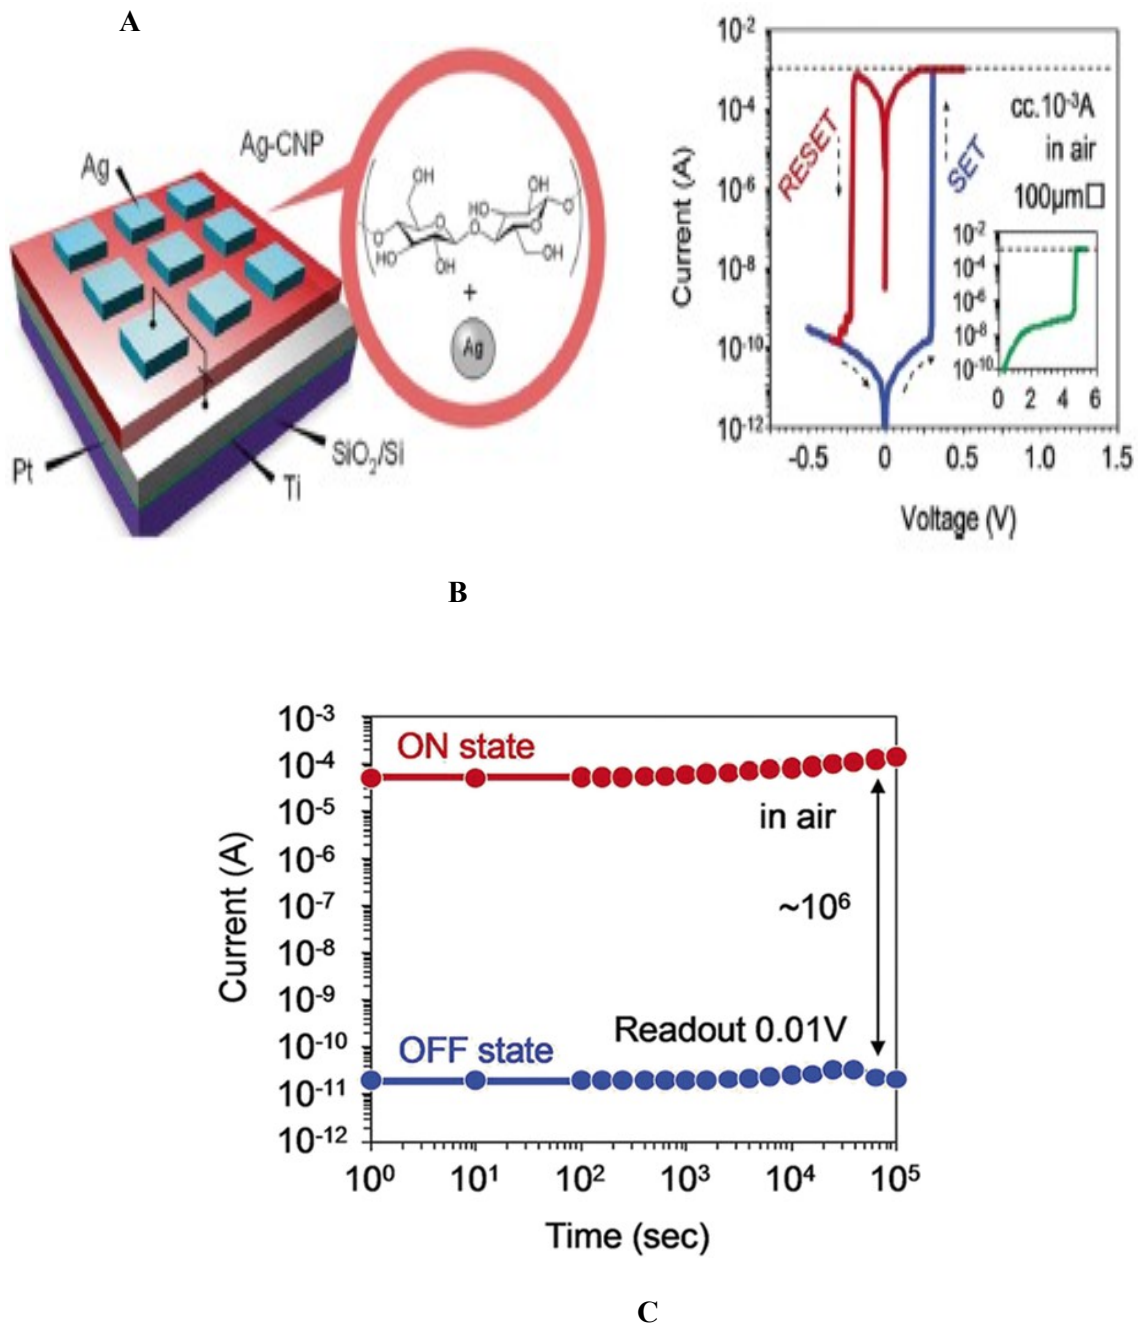 A
Ag-CNP
Ag
OH
OH
HO
O
O
O
O
HO
OH
O
OH
+
Ag
Pt
Ti
SiO₂/Si
10⁻²
10⁻⁴
10⁻⁶
10⁻⁸
10⁻¹⁰
10⁻¹²
Current (A)
RESET
SET
cc.10⁻³A
in air
100μm□
10⁻²
10⁻⁴
10⁻⁶
10⁻⁸
10⁻¹⁰
0 2 4 6
-0.5 0 0.5 1.0 1.5
Voltage (V)
B
10⁻³
10⁻⁴
10⁻⁵
10⁻⁶
10⁻⁷
10⁻⁸
10⁻⁹
10⁻¹⁰
10⁻¹¹
10⁻¹²
Current (A)
ON state
in air
~10⁶
Readout 0.01V
OFF state
10⁰ 10¹ 10² 10³ 10⁴ 10⁵
Time (sec)
C